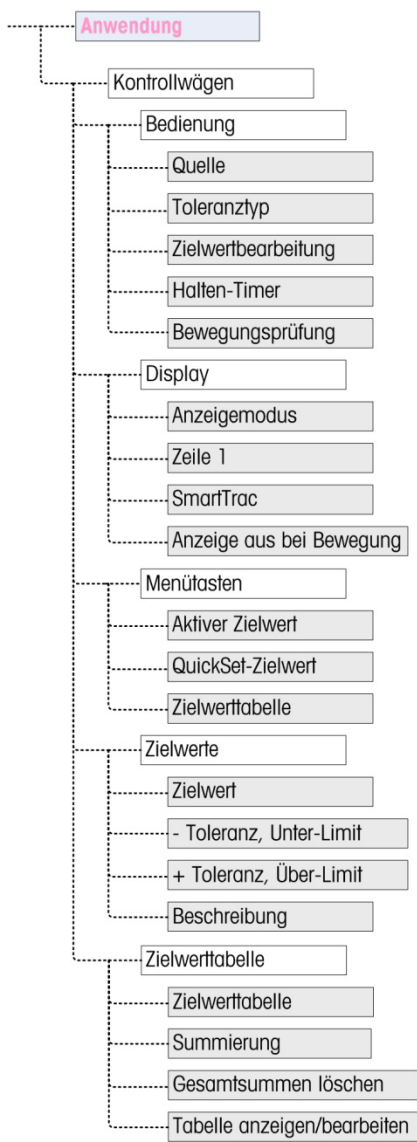 Anwendung
Kontrollwägen
Bedienung
Quelle
Toleranztyp
Zielwertbearbeitung
Halten-Timer
Bewegungsprüfung
Display
Anzeigemodus
Zeile 1
SmartTrac
Anzeige aus bei Bewegung
Menütasten
Aktiver Zielwert
QuickSet-Zielwert
Zielwerttabelle
Zielwerte
Zielwert
- Toleranz, Unter-Limit
+ Toleranz, Über-Limit
Beschreibung
Zielwerttabelle
Zielwerttabelle
Summierung
Gesamtsummen löschen
Tabelle anzeigen/bearbeiten